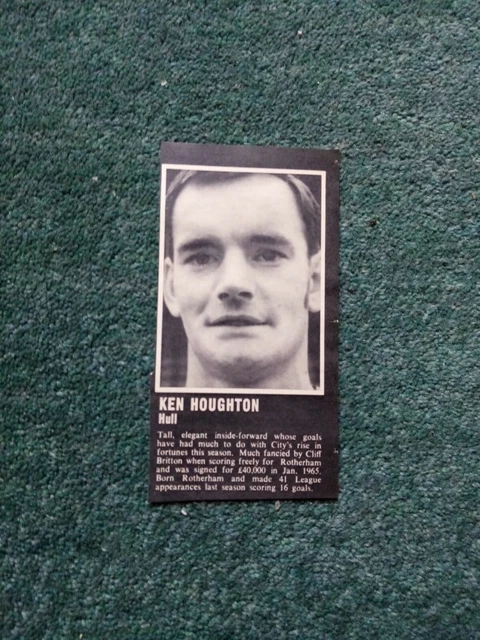 KEN HOUGHTON
Hull
Tall, elegant inside-forward whose goals
have had much to do with City's rise in
fortunes this season. Much fancied by Cliff
Britton when scoring freely for Rotherham
and was signed for £40,000 in Jan. 1965.
Born Rotherham and made 41 League
appearances last season scoring 16 goals.